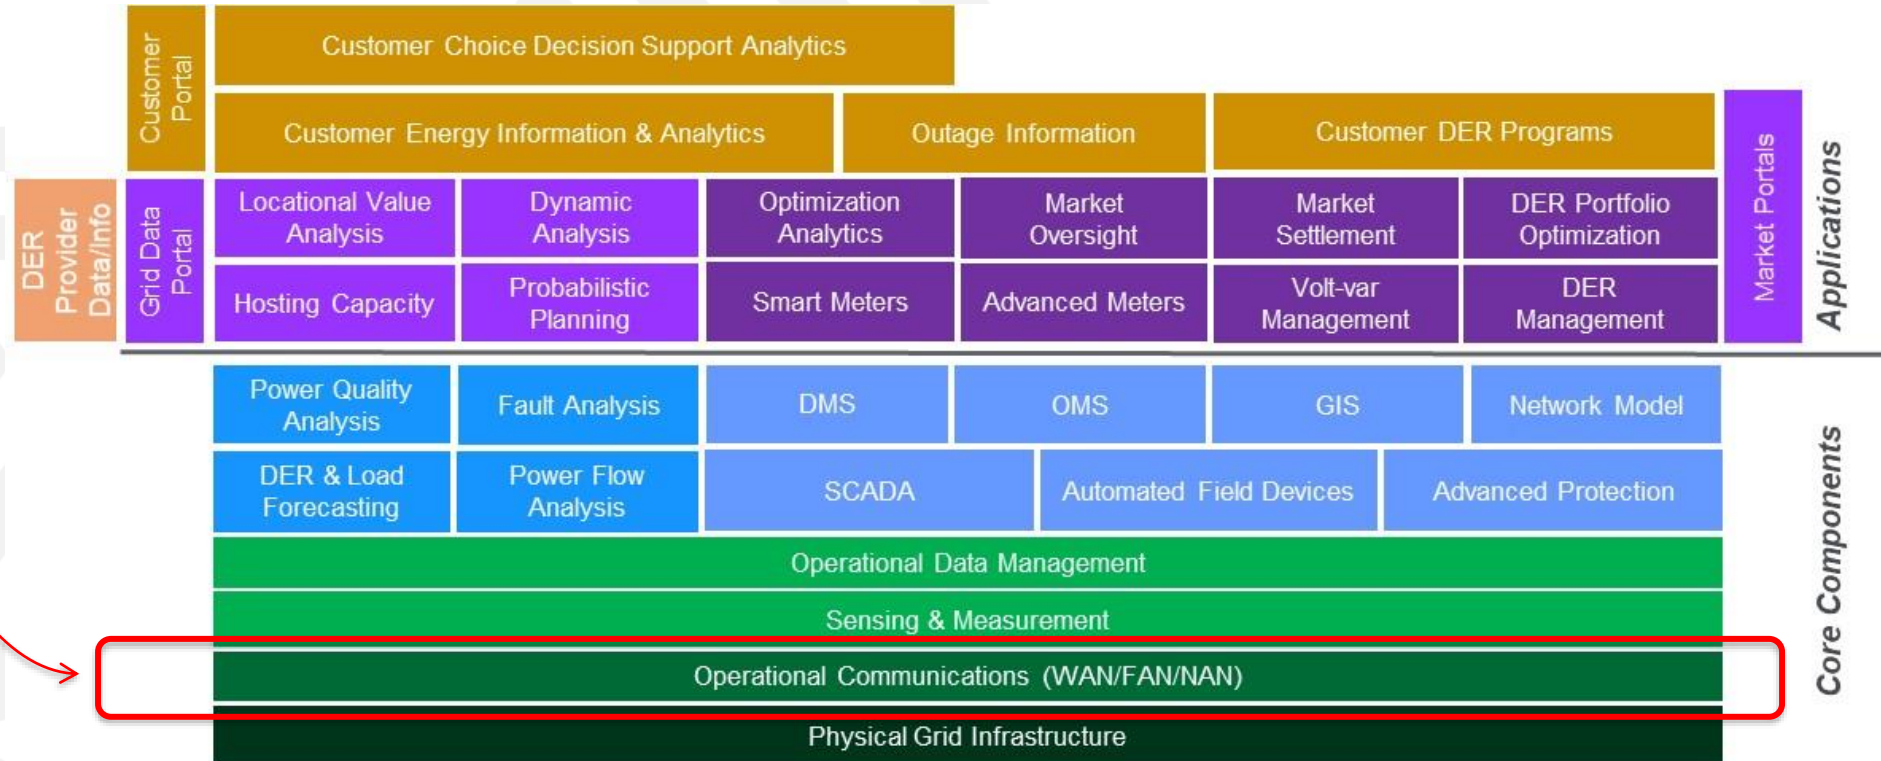 Customer
Portal
Customer Choice Decision Support Analytics
Customer Energy Information & Analytics
Outage Information
Customer DER Programs
DER
Provider
Data/Info
Grid Data
Portal
Locational Value
Analysis
Dynamic
Analysis
Optimization
Analytics
Market
Oversight
Market
Settlement
DER Portfolio
Optimization
Hosting Capacity
Probabilistic
Planning
Smart Meters
Advanced Meters
Volt-var
Management
DER
Management
Market Portals
Applications
Power Quality
Analysis
Fault Analysis
DMS
OMS
GIS
Network Model
DER & Load
Forecasting
Power Flow
Analysis
SCADA
Automated Field Devices
Advanced Protection
Operational Data Management
Sensing & Measurement
Operational Communications (WAN/FAN/NAN)
Physical Grid Infrastructure
Core Components